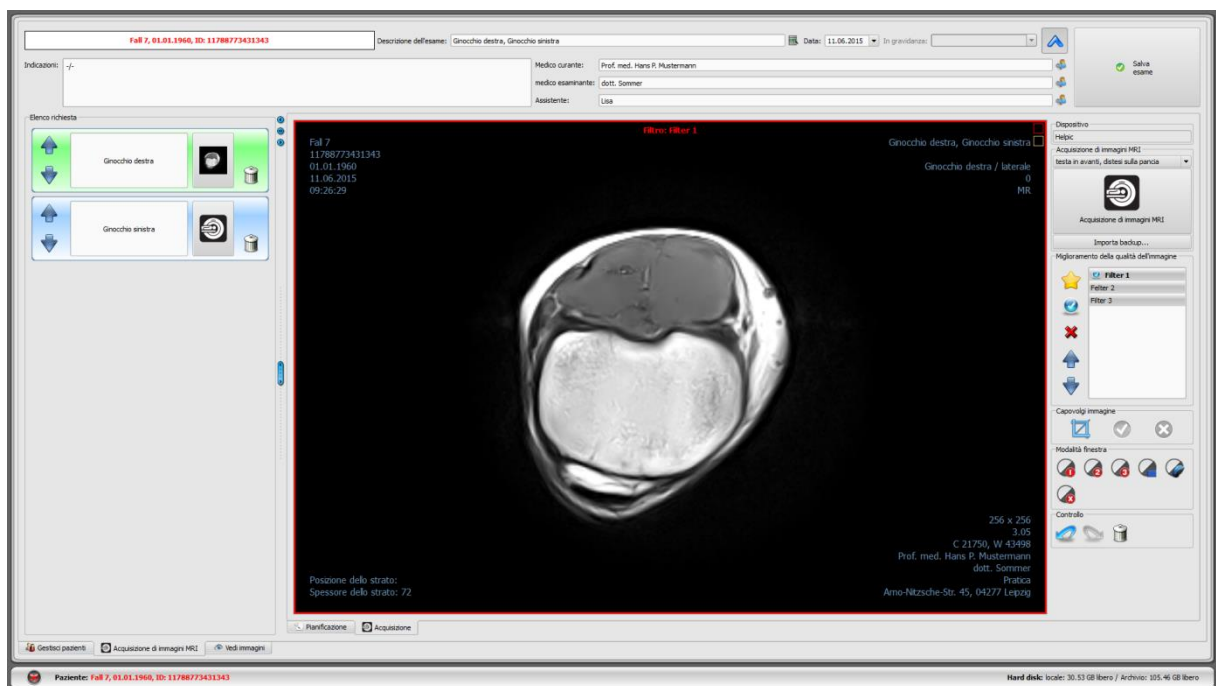 Fall 7, 01.01.1960, ID: 11788773431343
Descrizione dell'esame: Ginocchio destra, Ginocchio sinistra
Data: 11.06.2015
In gravidanza:
Indicazioni: -/-
Medico curante: Prof. med. Hans P. Mustermann
medico esaminante: dott. Sommer
Assistente: Lisa
Salva esame
Elenco richiesta
Ginocchio destra
Ginocchio sinistra
Filtro: Filter 1
Fall 7
11788773431343
01.01.1960
11.06.2015
09:26:29
Ginocchio destra, Ginocchio sinistra
Ginocchio destra / laterale
0
MR
256 x 256
3.05
C 21750, W 43498
Prof. med. Hans P. Mustermann
dott. Sommer
Pratica
Arno-Nitzsche-Str. 45, 04277 Leipzig
Posizione dello strato:
Spessore dello strato: 72
Dispositivo
Helpic
Acquisizione di immagini MRI
testa in avanti, distesi sulla pancia
Acquisizione di immagini MRI
Importa backup...
Miglioramento della qualità dell'immagine
Filter 1
Felter 2
Filter 3
Capovolgi immagine
Modalità finestra
1
2
3
x
Controllo
Pianificazione
Acquisizione
Gestisci pazienti
Acquisizione di immagini MRI
Vedi immagini
Paziente: Fall 7, 01.01.1960, ID: 11788773431343
Hard disk: locale: 30.53 GB libero / Archivio: 105.46 GB libero